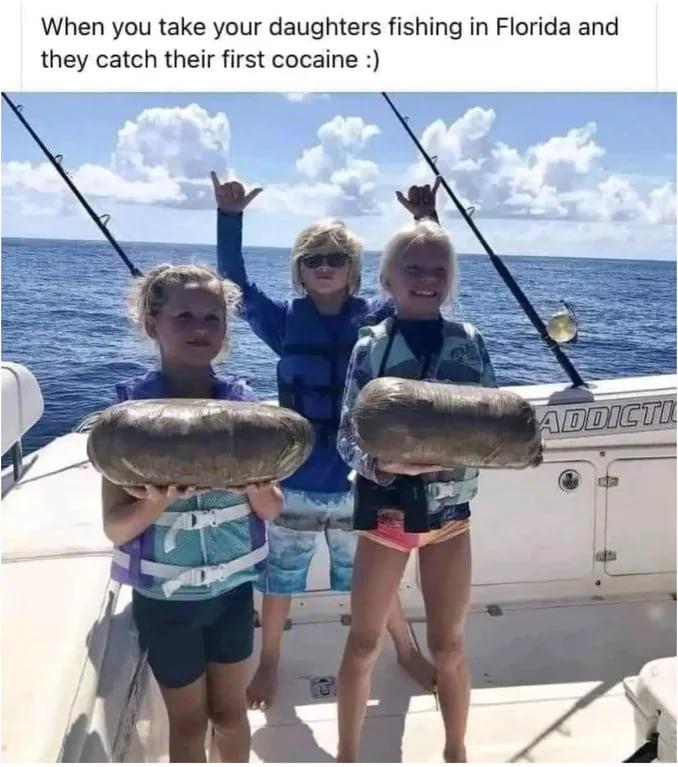 When you take your daughters fishing in Florida and
they catch their first cocaine :)
ADDICTI